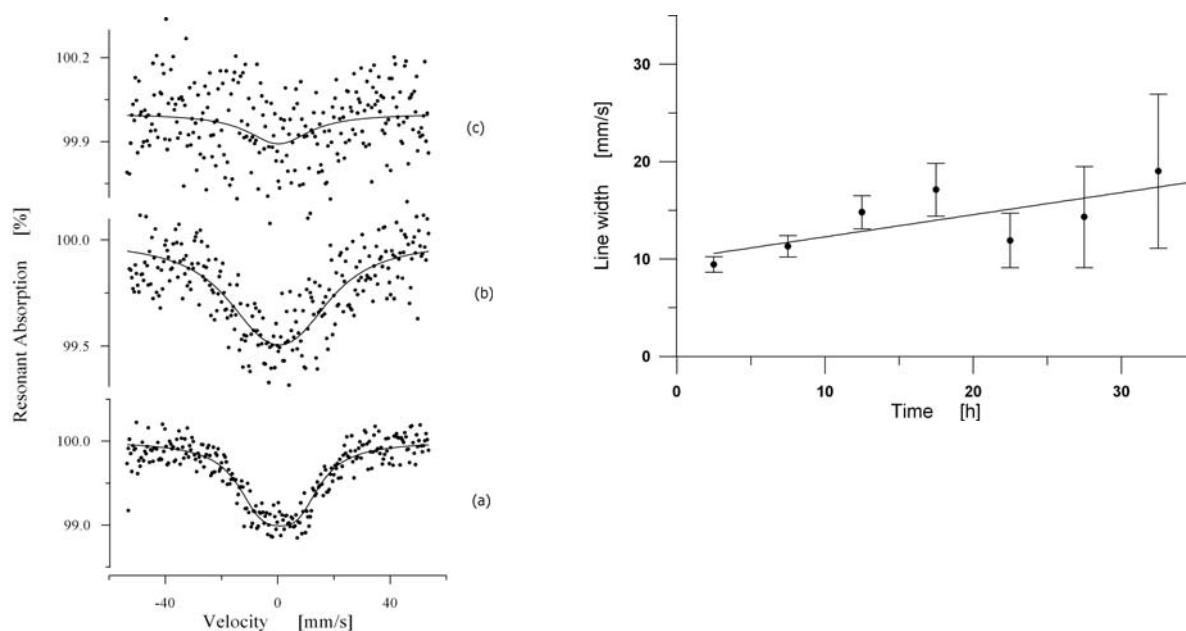 100.2
99.9
(c)
100.0
99.5
(b)
100.0
99.0
(a)
Resonant Absorption [%]
-40 0 40
Velocity [mm/s]
30
20
10
0
Line width [mm/s]
0 10 20 30
Time [h]